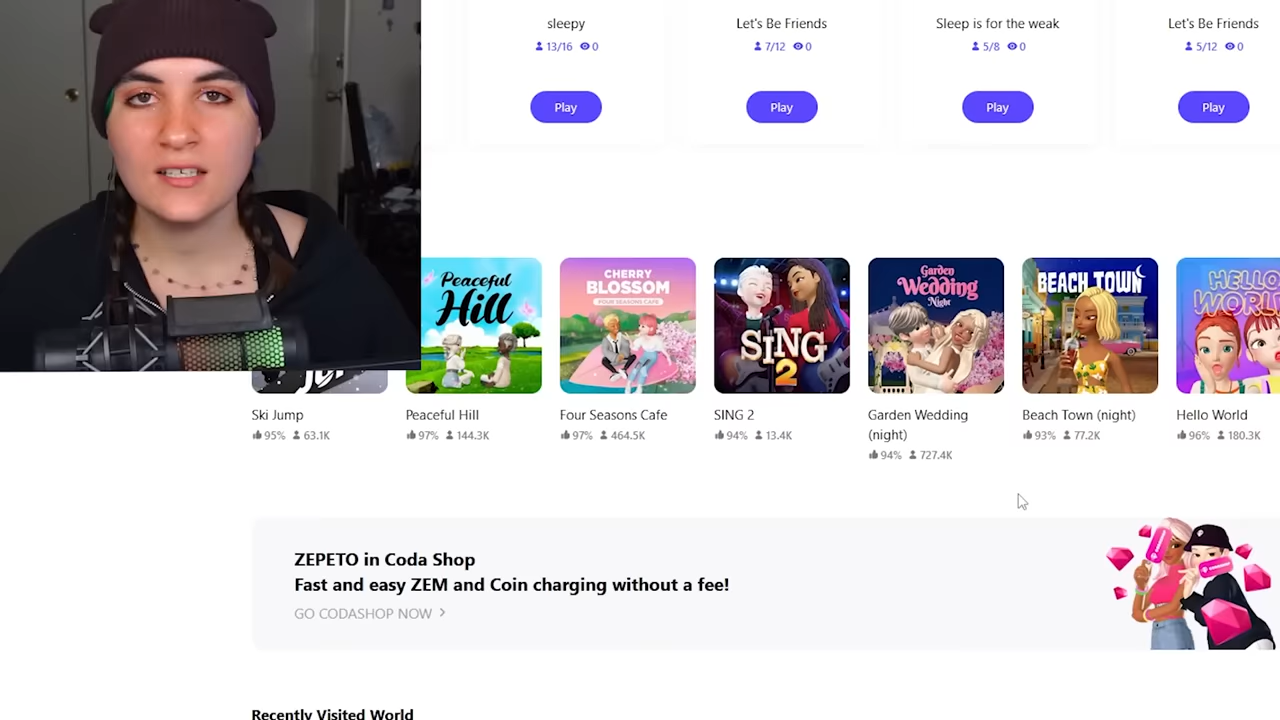 sleepy
13/16 0
Let's Be Friends
7/12 0
Sleep is for the weak
5/8 0
Let's Be Friends
5/12 0
Play
Play
Play
Play
Peaceful
Hill
CHERRY
BLOSSOM
FOUR SEASONS CAFE
SING
2
Garden
Wedding
Night
BEACH TOWN
HELLO
WORLD
Ski Jump
95% 63.1K
Peaceful Hill
97% 144.3K
Four Seasons Cafe
97% 464.5K
SING 2
94% 13.4K
Garden Wedding
(night)
94% 727.4K
Beach Town (night)
93% 77.2K
Hello World
96% 180.3K
ZEPETO in Coda Shop
Fast and easy ZEM and Coin charging without a fee!
GO CODASHOP NOW >
Recently Visited World